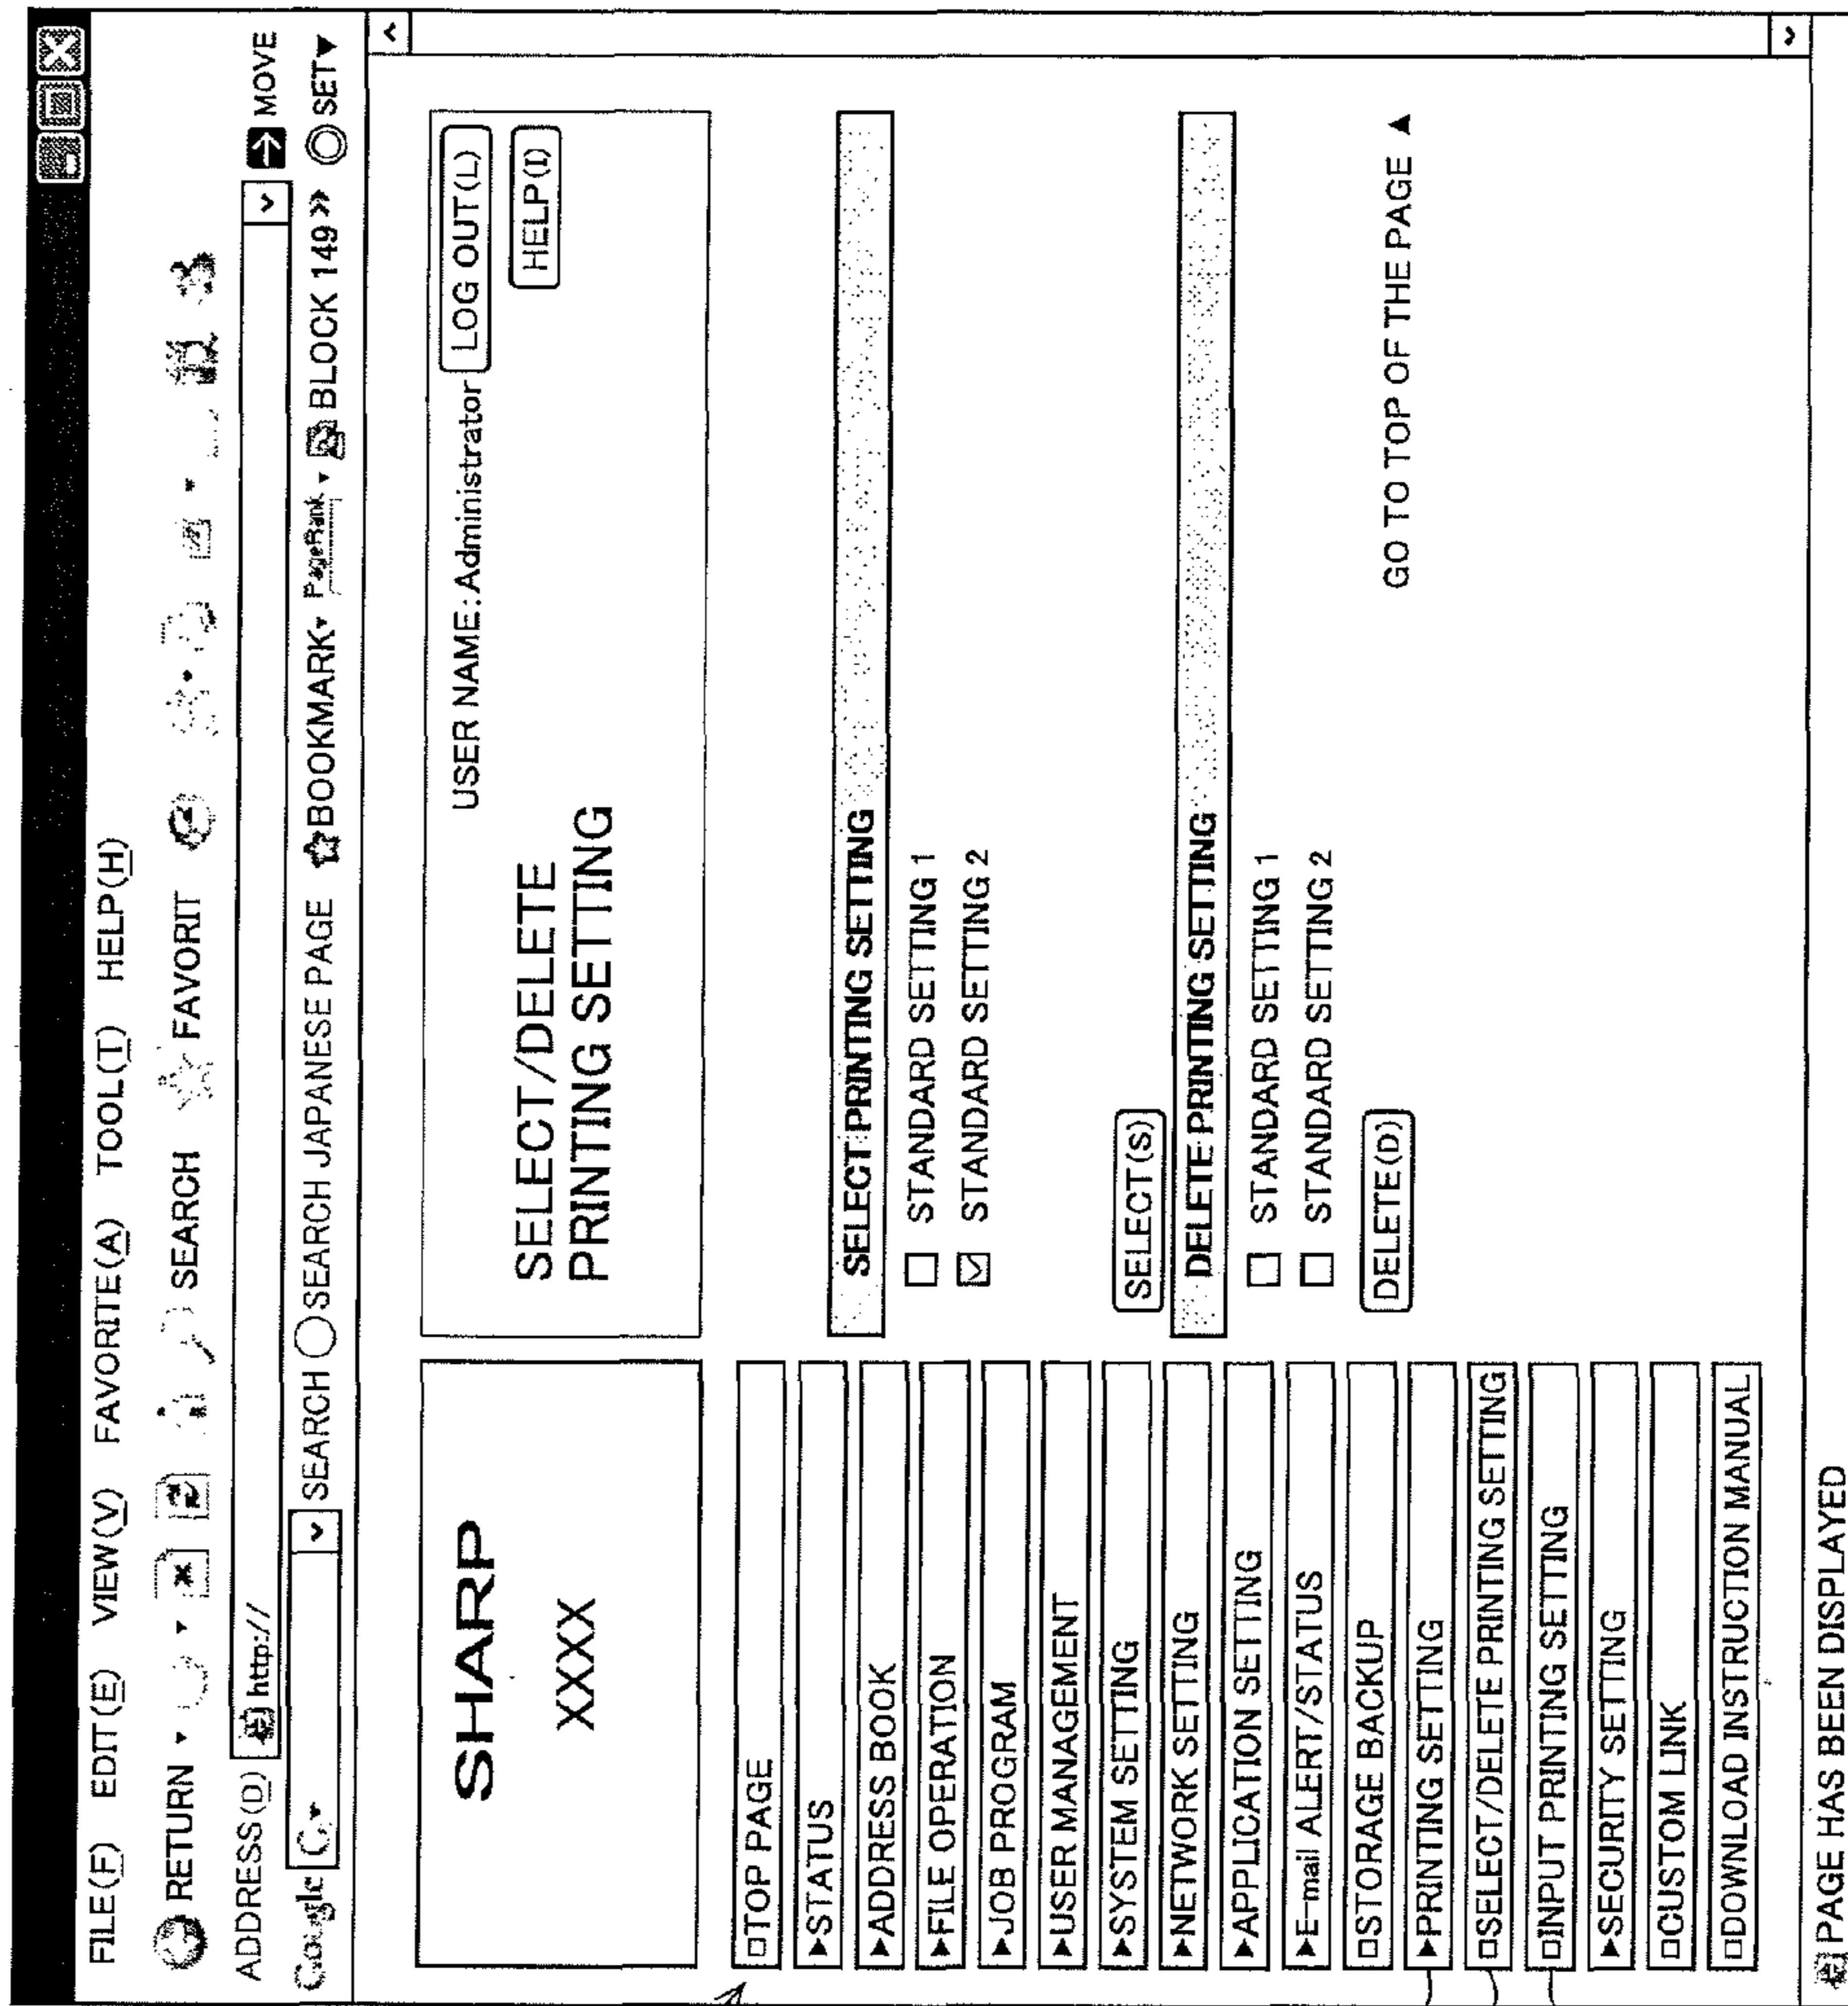 FILE(F) EDIT(E) VIEW(V) FAVORITE(A) TOOL(T) HELP(H)
RETURN SEARCH FAVORIT
ADDRESS(D) http:// MOVE
Google G SEARCH SEARCH JAPANESE PAGE BOOKMARK PageRank BLOCK 149 » SET
SHARP
XXXX
TOP PAGE
STATUS
ADDRESS BOOK
FILE OPERATION
JOB PROGRAM
USER MANAGEMENT
SYSTEM SETTING
NETWORK SETTING
APPLICATION SETTING
E-mail ALERT/STATUS
STORAGE BACKUP
PRINTING SETTING
SELECT/DELETE PRINTING SETTING
INPUT PRINTING SETTING
SECURITY SETTING
CUSTOM LINK
DOWNLOAD INSTRUCTION MANUAL
USER NAME:Administrator LOG OUT(L)
HELP(I)
SELECT/DELETE
PRINTING SETTING
SELECT PRINTING SETTING
STANDARD SETTING 1
STANDARD SETTING 2
SELECT(S)
DELETE PRINTING SETTING
STANDARD SETTING 1
STANDARD SETTING 2
DELETE(D)
GO TO TOP OF THE PAGE ▲
PAGE HAS BEEN DISPLAYED